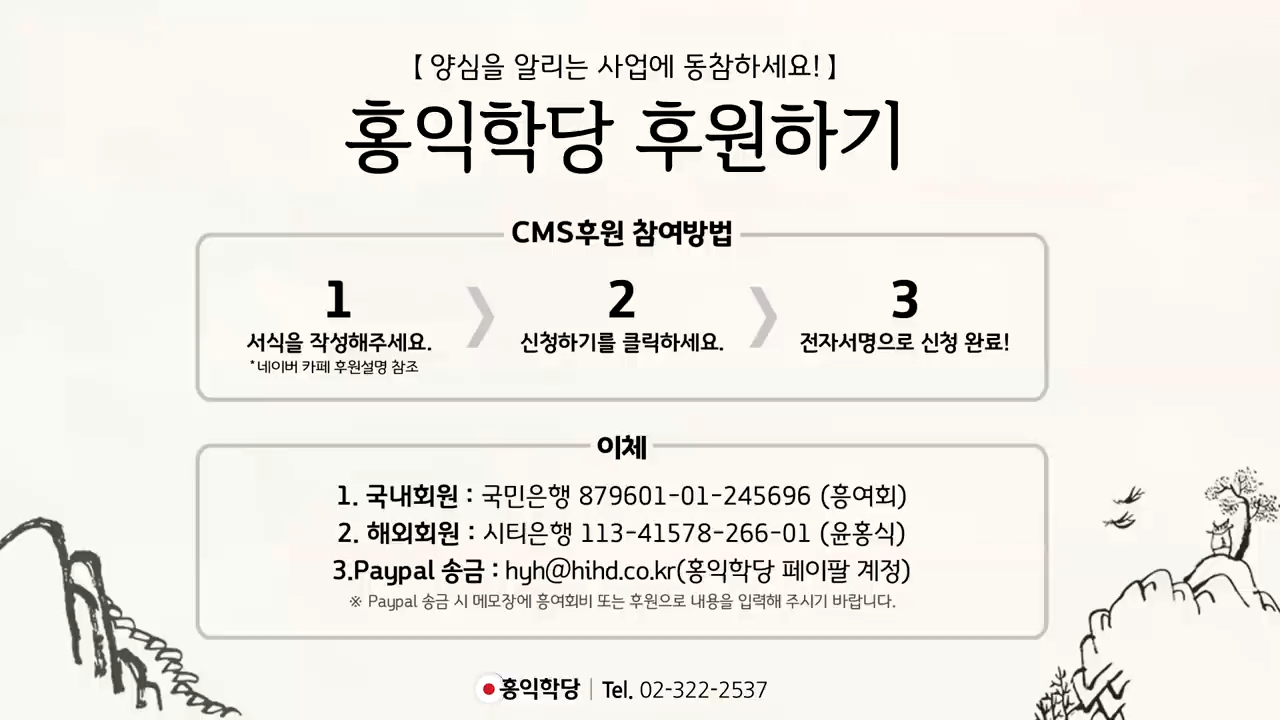 【 양심을 알리는 사업에 동참하세요! 】
홍익학당 후원하기
CMS후원 참여방법
1
서식을 작성해주세요.
*네이버 카페 후원설명 참조
2
신청하기를 클릭하세요.
3
전자서명으로 신청 완료!
이체
1. 국내회원 : 국민은행 879601-01-245696 (흥여회)
2. 해외회원 : 시티은행 113-41578-266-01 (윤홍식)
3.Paypal 송금 : hyh@hihd.co.kr(홍익학당 페이팔 계정)
※ Paypal 송금 시 메모장에 흥여회비 또는 후원으로 내용을 입력해 주시기 바랍니다.
홍익학당 | Tel. 02-322-2537